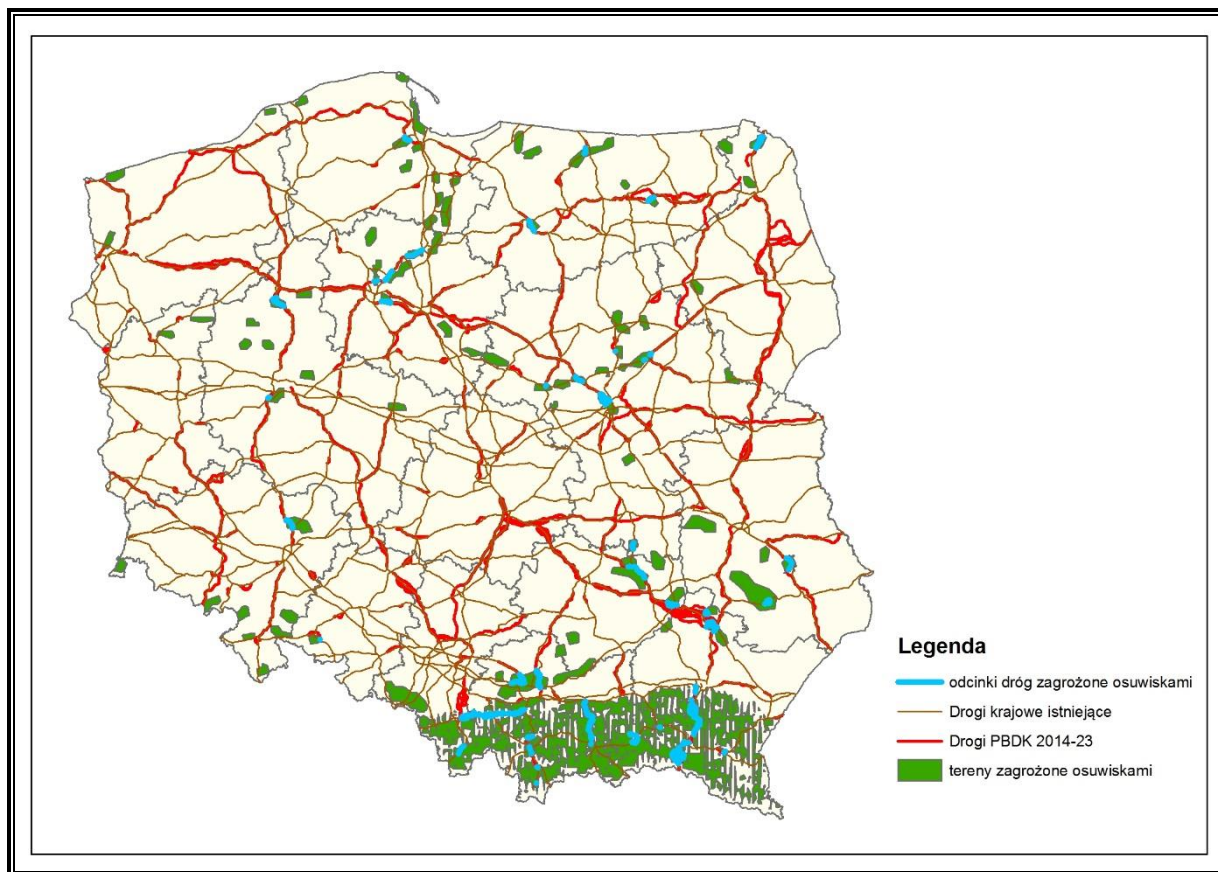 Legenda
odcinki dróg zagrożone osuwiskami
Drogi krajowe istniejące
Drogi PBDK 2014-23
tereny zagrożone osuwiskami